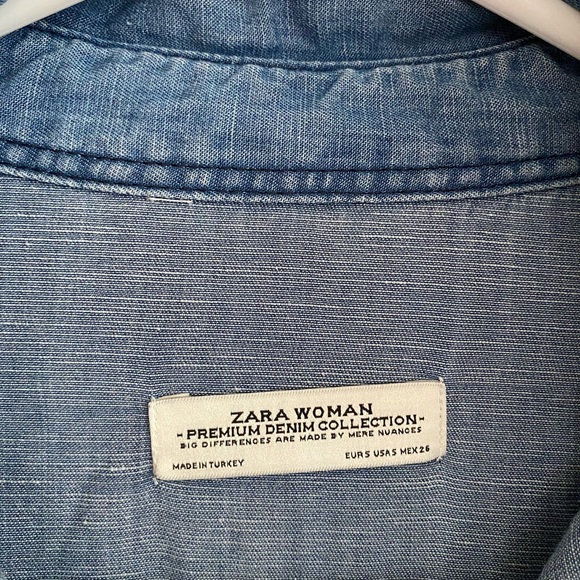 ZARA WOMAN
- PREMIUM DENIM COLLECTION -
BIG DIFFERENCES ARE MADE BY MERE NUANCES
MADE IN TURKEY EUR S USA S MEX 26